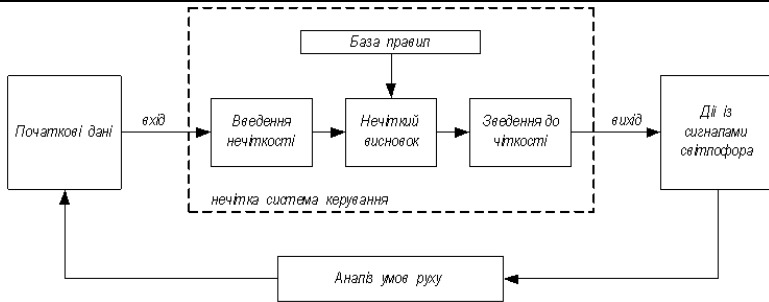 База правил
Початкові дані
вхід
Введення
нечіткості
Нечіткий
висновок
Зведення до
чіткості
вихід
Дії із
сигналами
світлофора
нечітка система керування
Аналіз умов руху